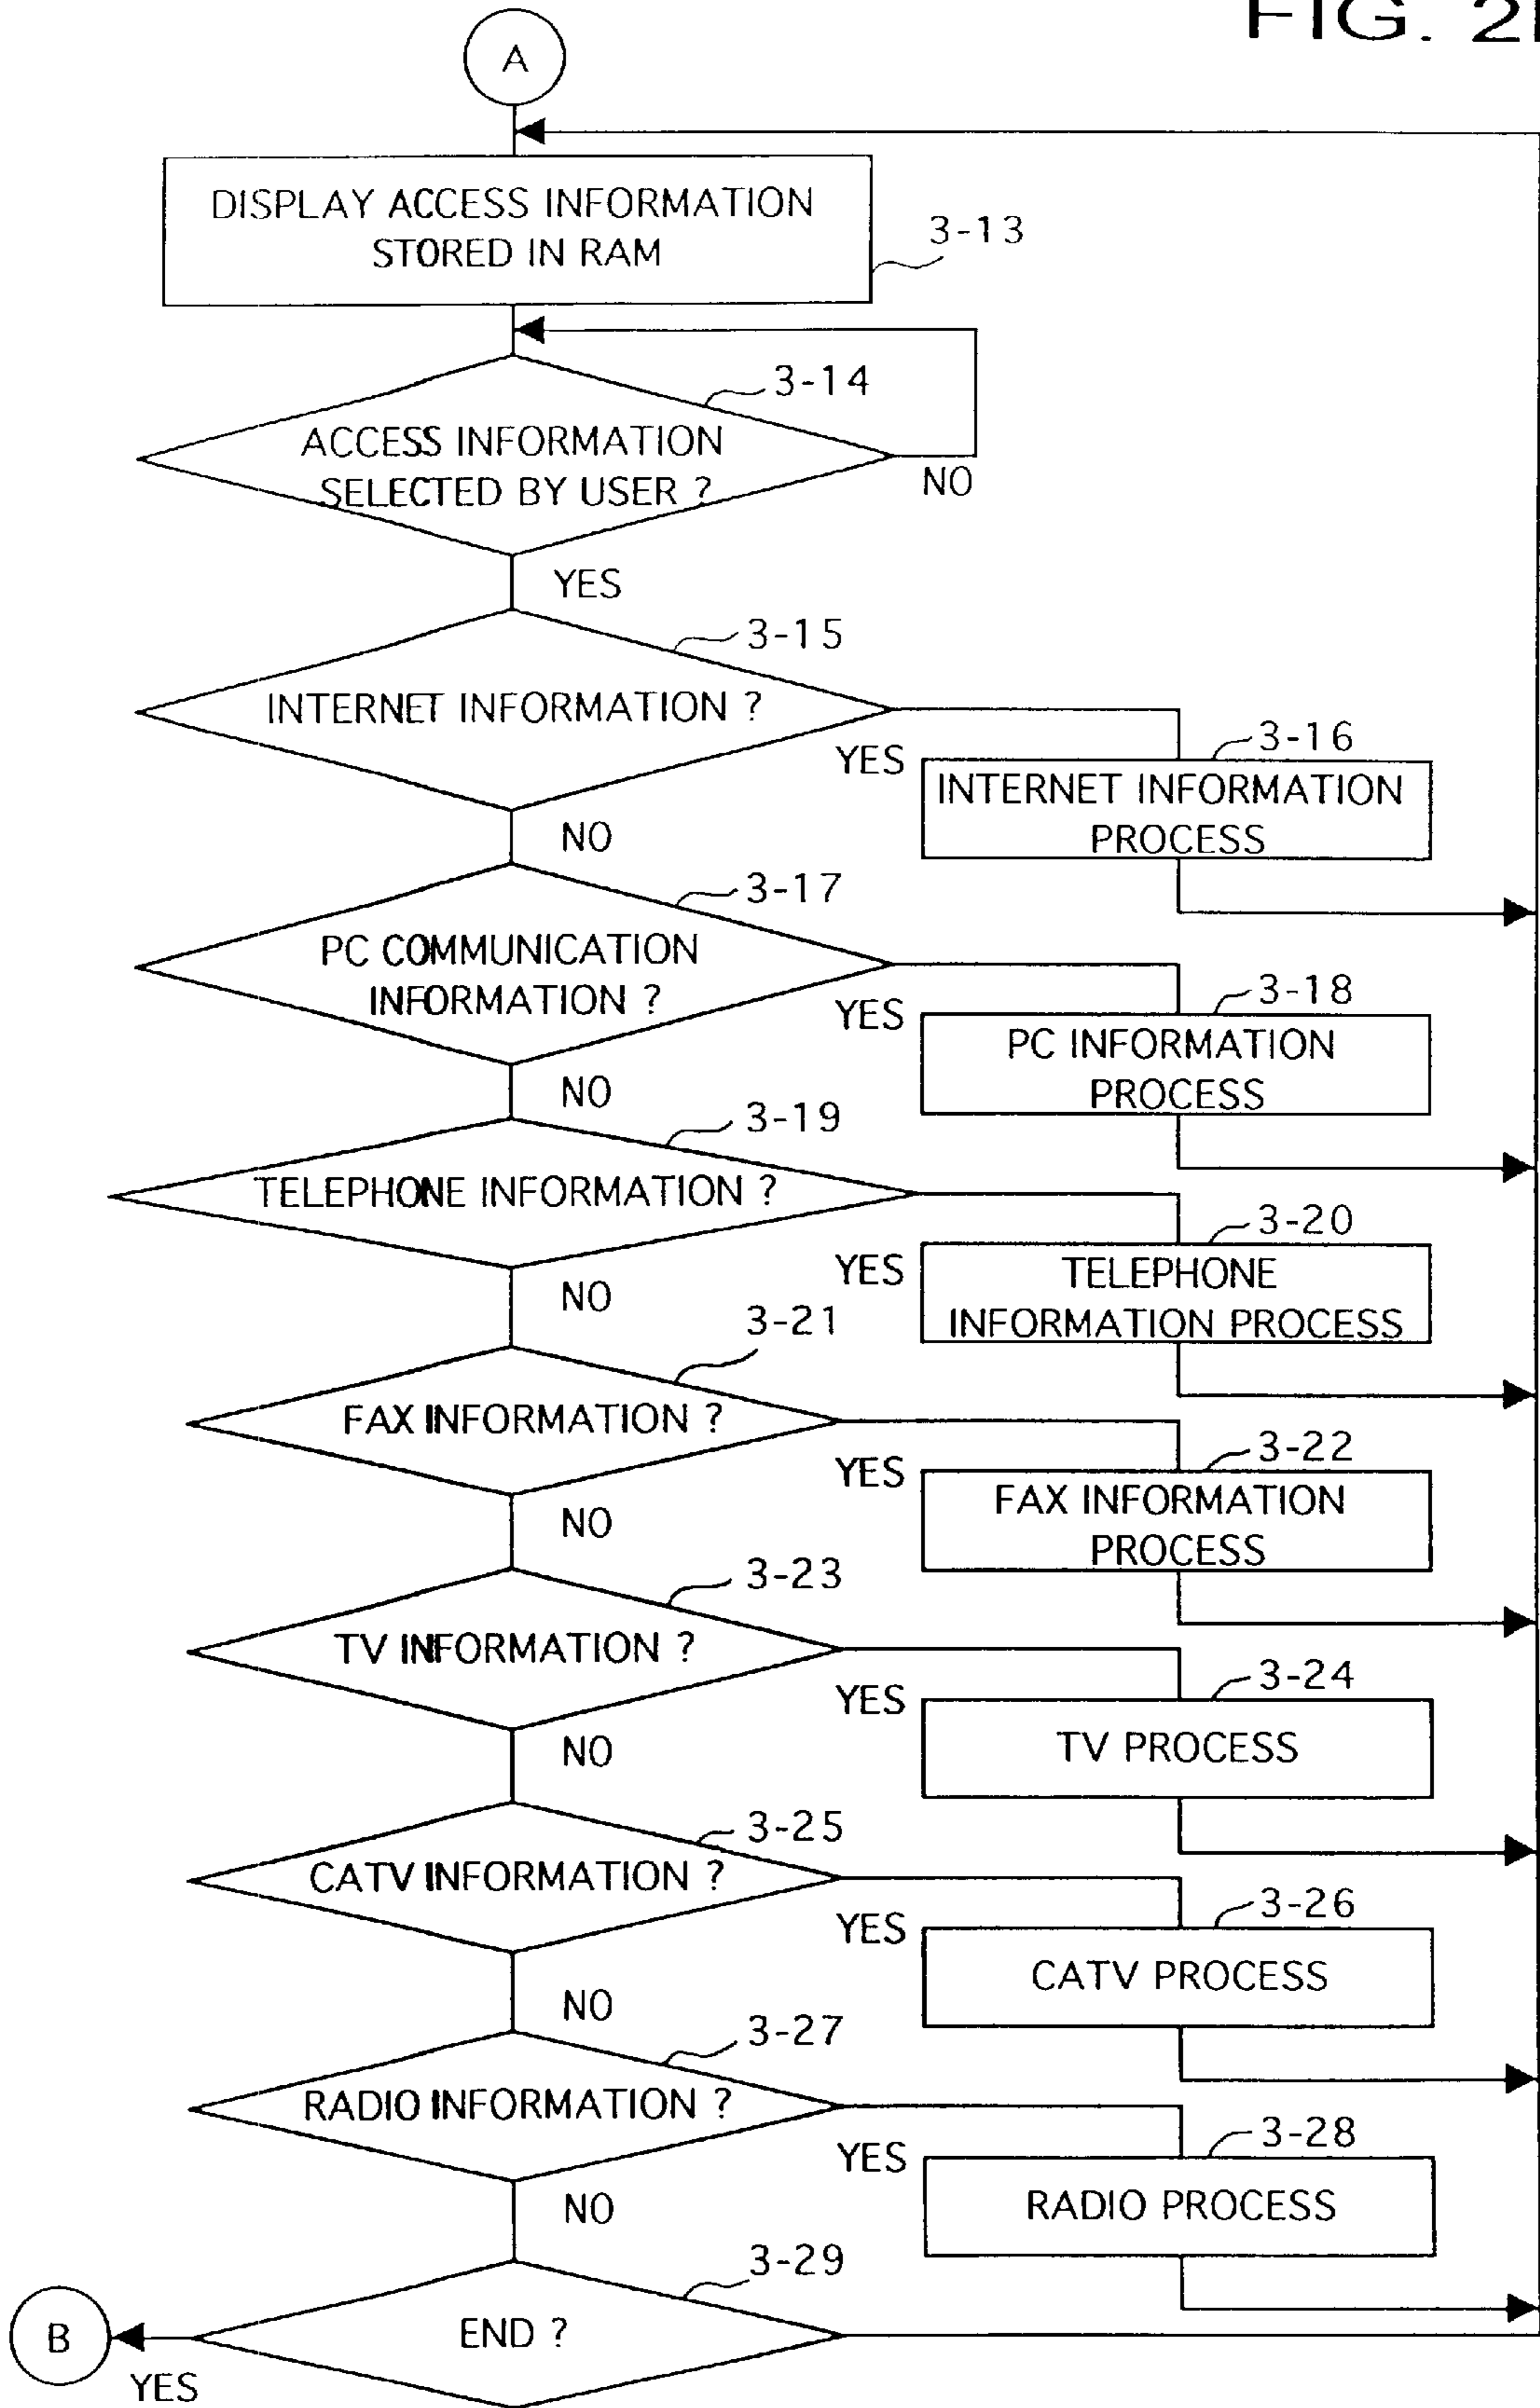 FIG. 2
A
DISPLAY ACCESS INFORMATION
STORED IN RAM
3-13
3-14
ACCESS INFORMATION
SELECTED BY USER ?
NO
YES
3-15
INTERNET INFORMATION ?
YES
3-16
INTERNET INFORMATION
PROCESS
NO
3-17
PC COMMUNICATION
INFORMATION ?
YES
3-18
PC INFORMATION
PROCESS
NO
3-19
TELEPHONE INFORMATION ?
YES
3-20
TELEPHONE
INFORMATION PROCESS
NO
3-21
FAX INFORMATION ?
YES
3-22
FAX INFORMATION
PROCESS
NO
3-23
TV INFORMATION ?
YES
3-24
TV PROCESS
NO
3-25
CATV INFORMATION ?
YES
3-26
CATV PROCESS
NO
3-27
RADIO INFORMATION ?
YES
3-28
RADIO PROCESS
NO
3-29
END ?
B
YES